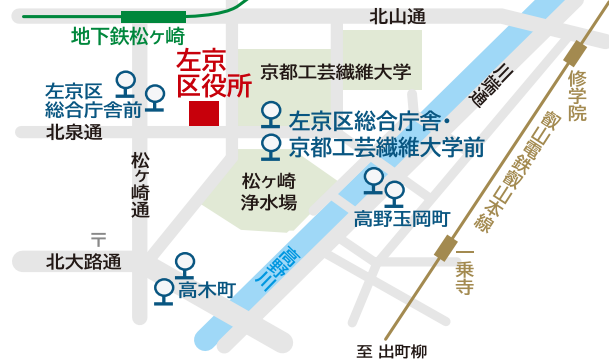 北山通
地下鉄松ヶ崎
左京
区役所
京都工芸繊維大学
川端通
修学院
左京区
総合庁舎前
叡山電鉄叡山本線
左京区総合庁舎・
京都工芸繊維大学前
北泉通
松ヶ崎通
松ヶ崎
浄水場
高野玉岡町
〒
北大路通
高野川
一乗寺
高木町
至 出町柳